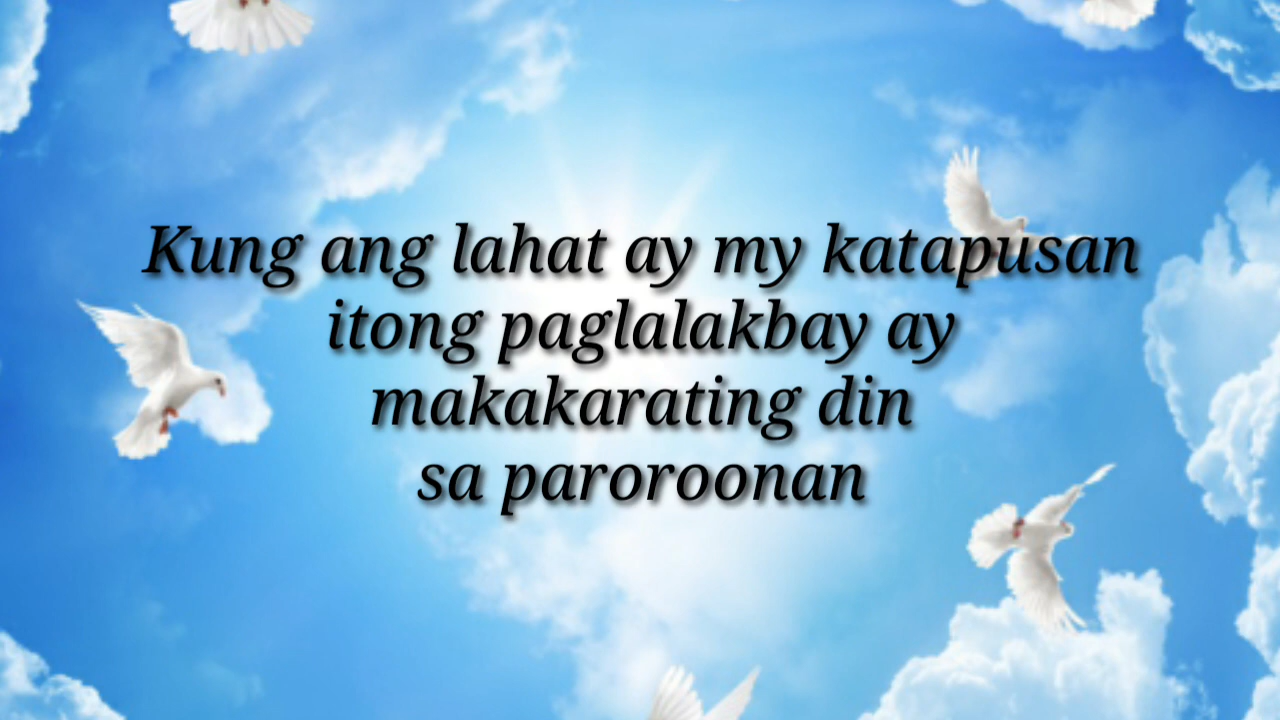 Kung ang lahat ay my katapusan
itong paglalakbay ay
makakarating din
sa paroroonan